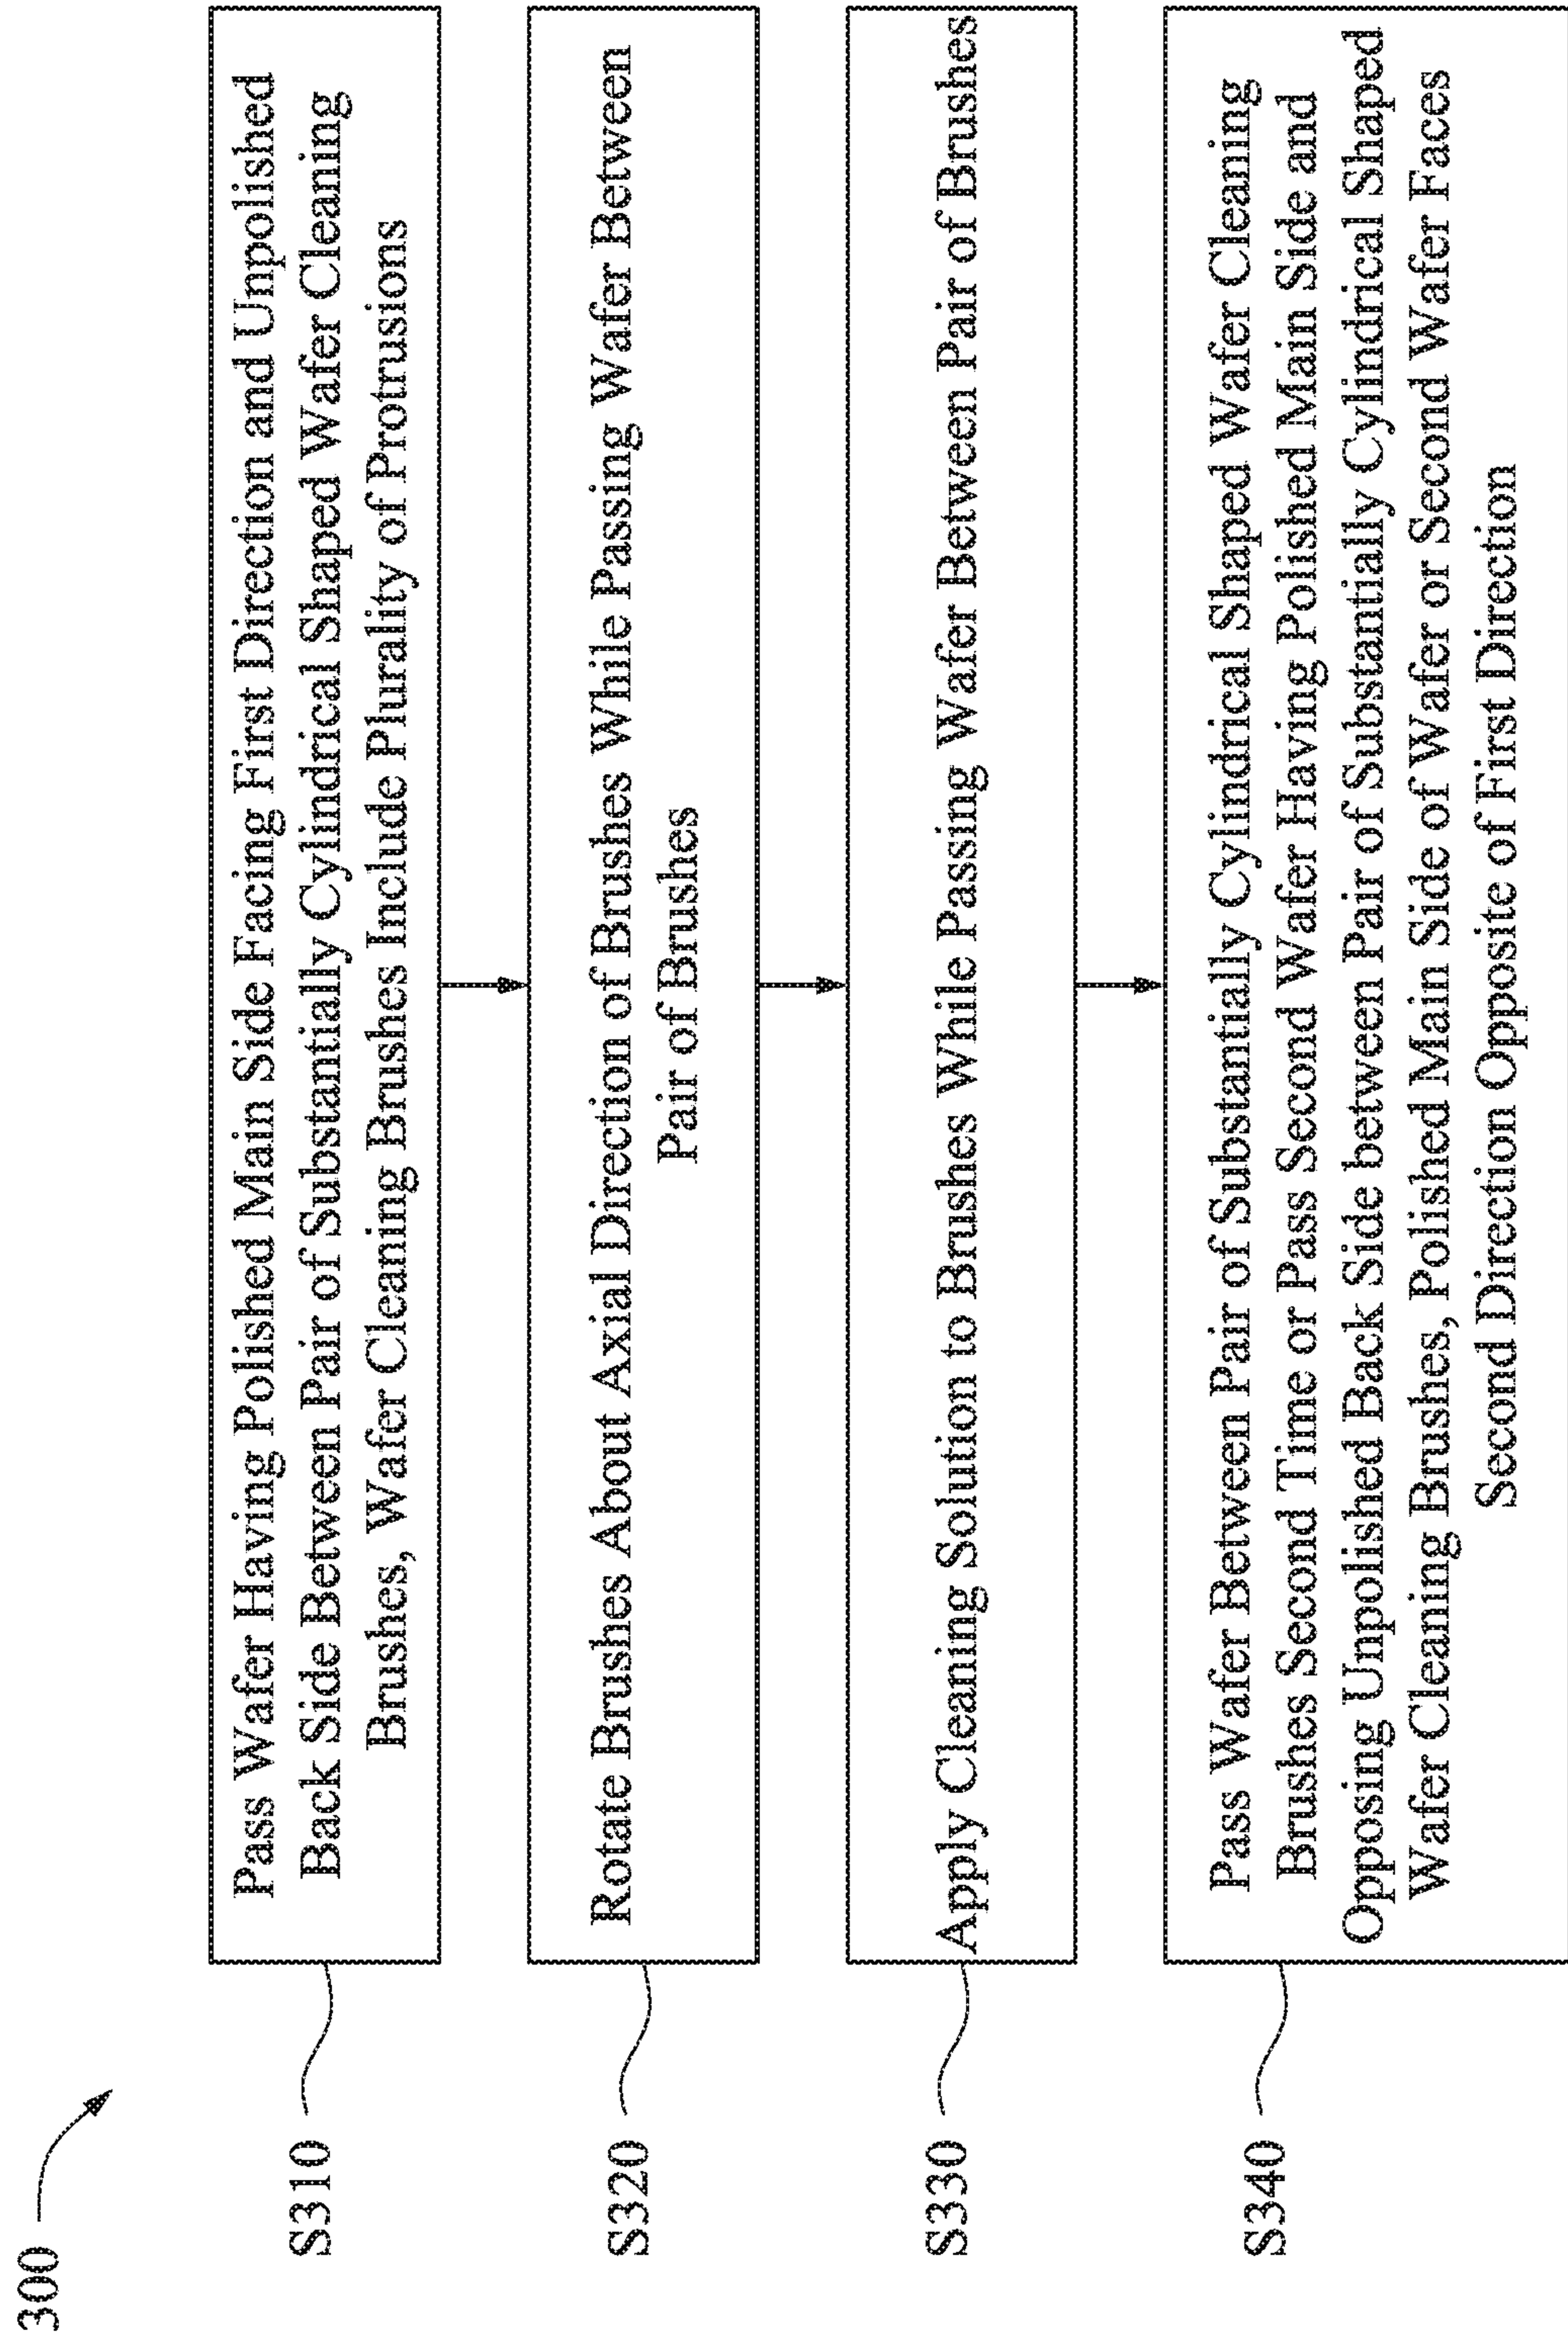 300
S310
Pass Wafer Having Polished Main Side Facing First Direction and Unpolished
Back Side Between Pair of Substantially Cylindrical Shaped Wafer Cleaning
Brushes, Wafer Cleaning Brushes Include Plurality of Protrusions
S320
Rotate Brushes About Axial Direction of Brushes While Passing Wafer Between
Pair of Brushes
S330
Apply Cleaning Solution to Brushes While Passing Wafer Between Pair of Brushes
S340
Pass Wafer Between Pair of Substantially Cylindrical Shaped Wafer Cleaning
Brushes Second Time or Pass Second Wafer Having Polished Main Side and
Opposing Unpolished Back Side between Pair of Substantially Cylindrical Shaped
Wafer Cleaning Brushes, Polished Main Side of Wafer or Second Wafer Faces
Second Direction Opposite of First Direction